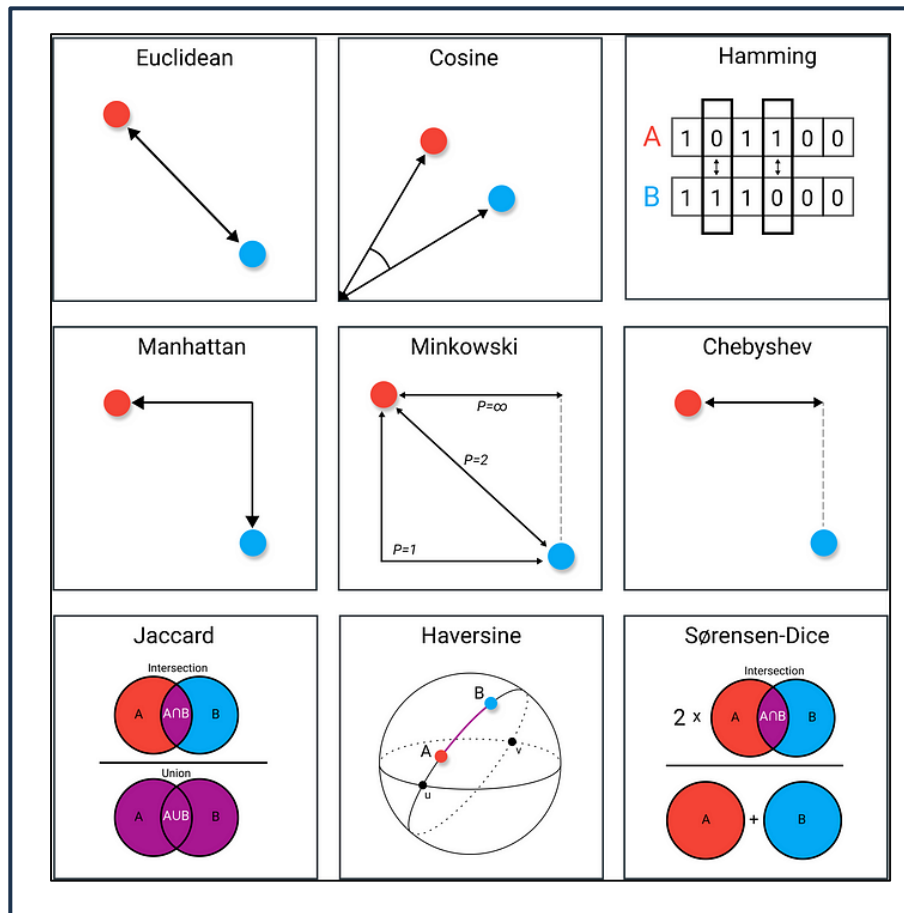 Euclidean
Cosine
Hamming
A 1 0 1 1 0 0
B 1 1 1 0 0 0
Manhattan
Minkowski
P=∞
P=2
P=1
Chebyshev
Jaccard
Intersection
A A∩B B
Union
A A∪B B
Haversine
B
A
v
u
Sørensen-Dice
Intersection
2 x A A∩B B
A + B